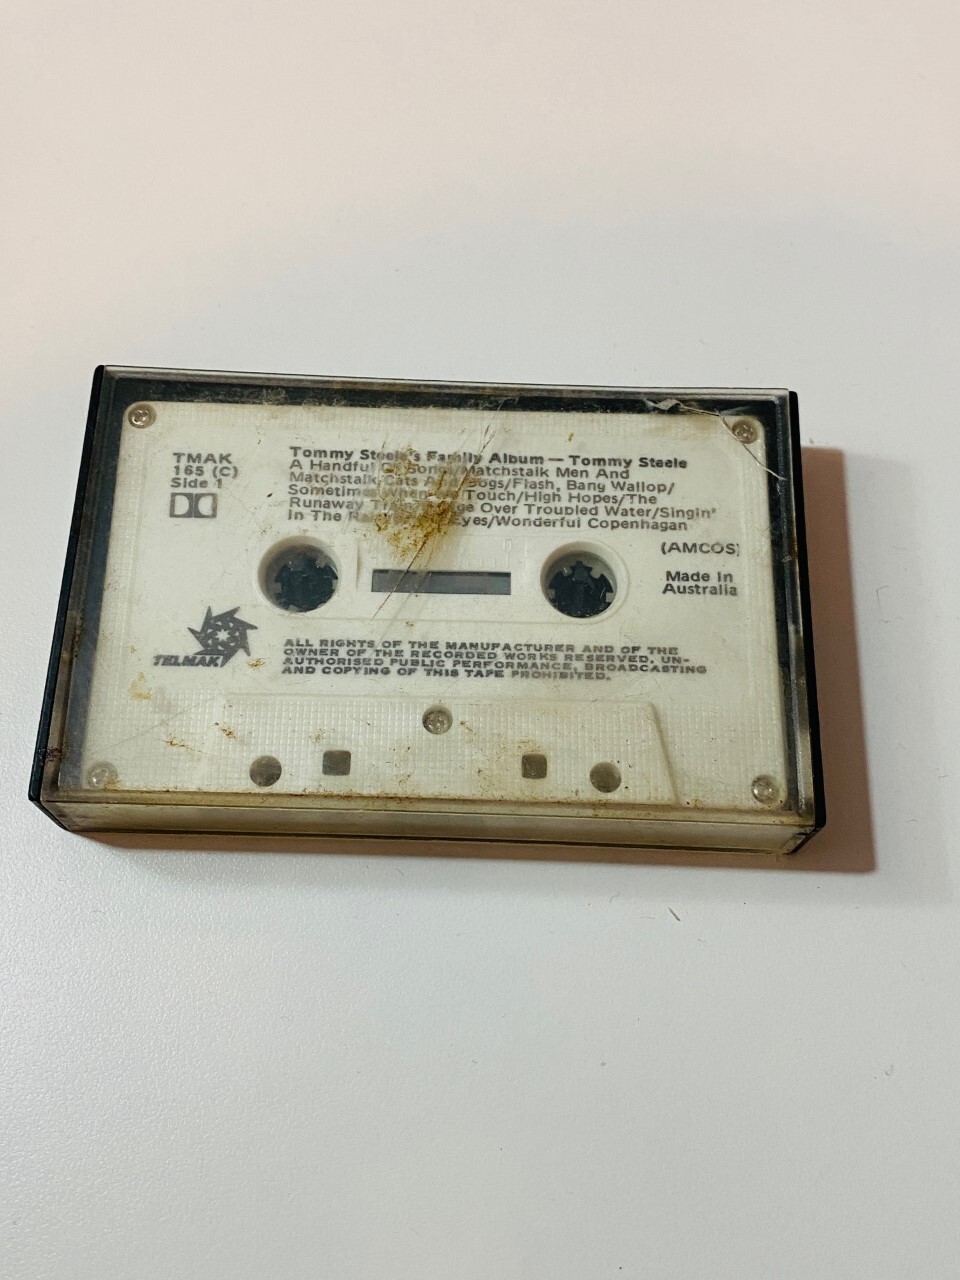 TMAK
165 (C)
Side 1
Tommy Steele's Family Album — Tommy Steele
A Handful Of Songs/Matchstalk Men And
Matchstalk Cats And Dogs/Flash, Bang Wallop/
Sometimes When We Touch/High Hopes/The
Runaway Train/Bridge Over Troubled Water/Singin'
In The Eyes/Wonderful Copenhagan
(AMCOS)
Made In
Australia
TELMAK
ALL RIGHTS OF THE MANUFACTURER AND OF THE
OWNER OF THE RECORDED WORKS RESERVED. UN-
AUTHORISED PUBLIC PERFORMANCE, BROADCASTING
AND COPYING OF THIS TAPE PROHIBITED.